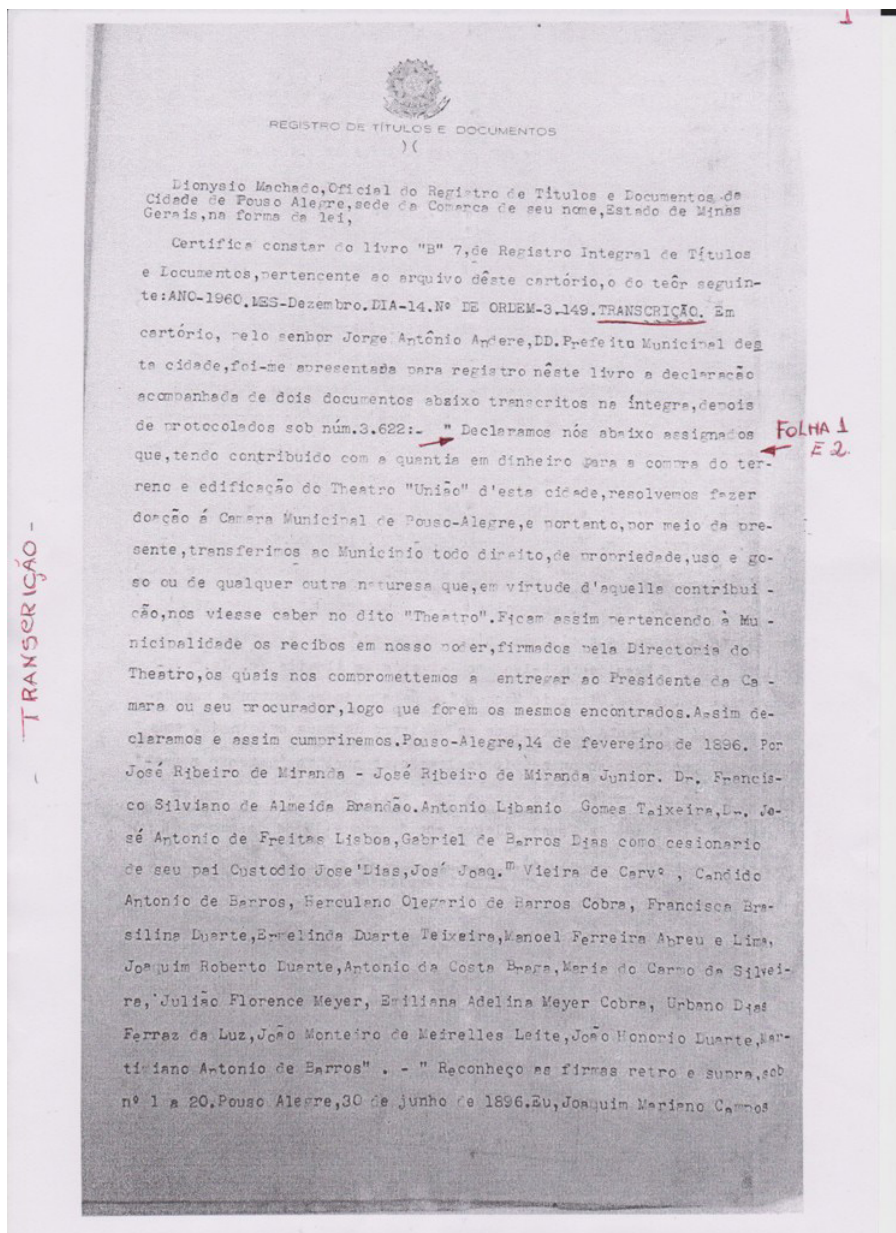 1
REGISTRO DE TÍTULOS E DOCUMENTOS
)(
Dionysio Machado,Oficial do Registro de Títulos e Documentos da
Cidade de Pouso Alegre,sede da Comarca de seu nome,Estado de Minas
Gerais,na forma da lei,
Certifica constar do livro "B" 7,de Registro Integral de Títulos
e Documentos,pertencente ao arquivo dêste cartório,o do teôr seguin-
te:ANO-1960.MES-Dezembro.DIA-14.Nº DE ORDEM-3.149.TRANSCRIÇÃO. Em
cartório, pelo senhor Jorge Antônio Andere,DD.Prefeito Municipal des
ta cidade,foi-me apresentada para registro nêste livro a declaração
acompanhada de dois documentos abaixo transcritos na íntegra,depois
de protocolados sob núm.3.622:- " Declaramos nós abaixo assignados
FOLHA 1
E 2.
que,tendo contribuido com a quantia em dinheiro para a compra do ter-
reno e edificação do Theatro "União" d'esta cidade,resolvemos fazer
doação á Camara Municipal de Pouso-Alegre,e portanto,por meio da pre-
sente,transferimos ao Municipio todo direito,de propriedade,uso e go-
so ou de qualquer outra naturesa que,em virtude d'aquella contribui -
ção,nos viesse caber no dito "Theatro".Ficam assim pertencendo à Mu -
nicipalidade os recibos em nosso poder,firmados pela Directoria do
Theatro,os quais nos compromettemos a entregar ao Presidente da Ca -
mara ou seu procurador,logo que forem os mesmos encontrados.Assim de-
claramos e assim cumpriremos.Pouso-Alegre,14 de fevereiro de 1896. Por
José Ribeiro de Miranda - José Ribeiro de Miranda Junior. Dr. Francis-
co Silviano de Almeida Brandão.Antonio Libanio Gomes Teixeira,Dr. Jo-
sé Antonio de Freitas Lisboa,Gabriel de Barros Dias como cesionario
de seu pai Custodio Jose'Dias,José Joaq.m Vieira de Carvº , Candido
Antonio de Barros, Herculano Olegario de Barros Cobra, Francisca Bra-
silina Duarte,Ermelinda Duarte Teixeira,Manoel Ferreira Abreu e Lima,
Joaquim Roberto Duarte,Antonio da Costa Braga,Maria do Carmo da Silvei-
ra,'Julião Florence Meyer, Emiliana Adelina Meyer Cobra, Urbano Dias
Ferraz da Luz,João Monteiro de Meirelles Leite,João Honorio Duarte,Mar-
timiano Antonio de Barros" . - " Reconheço as firmas retro e supra,sob
nº 1 a 20.Pouso Alegre,30 de junho de 1896.Eu,Joaquim Mariano Campos
- TRANSCRIÇÃO -